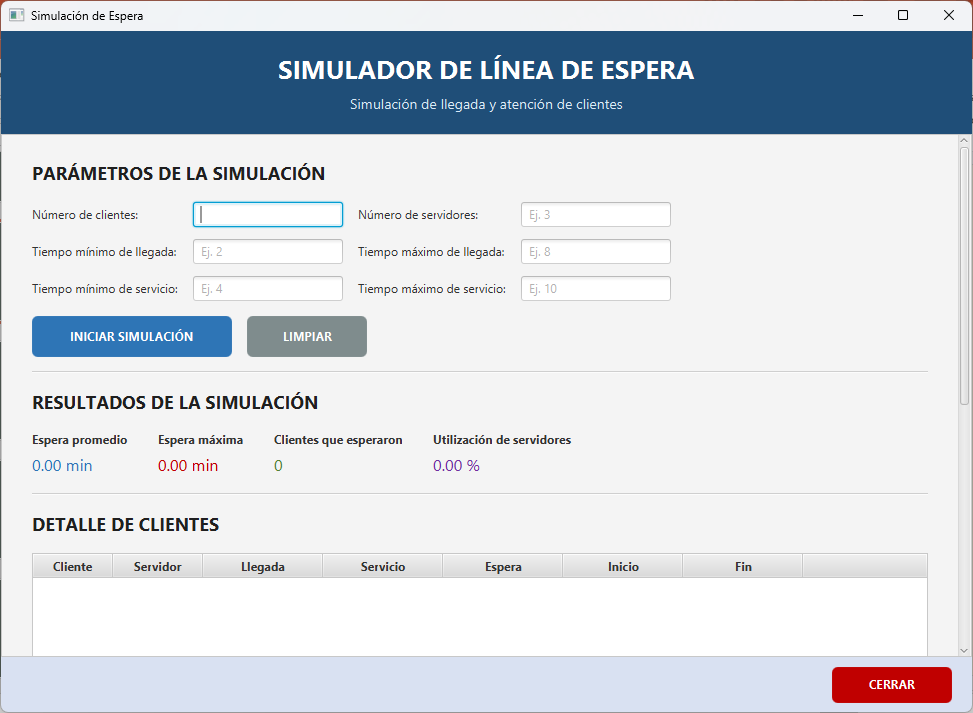 Simulación de Espera
SIMULADOR DE LÍNEA DE ESPERA
Simulación de llegada y atención de clientes
PARÁMETROS DE LA SIMULACIÓN
Número de clientes: Número de servidores: Ej. 3
Tiempo mínimo de llegada: Ej. 2 Tiempo máximo de llegada: Ej. 8
Tiempo mínimo de servicio: Ej. 4 Tiempo máximo de servicio: Ej. 10
INICIAR SIMULACIÓN LIMPIAR
RESULTADOS DE LA SIMULACIÓN
Espera promedio Espera máxima Clientes que esperaron Utilización de servidores
0.00 min 0.00 min 0 0.00 %
DETALLE DE CLIENTES
Cliente Servidor Llegada Servicio Espera Inicio Fin
CERRAR